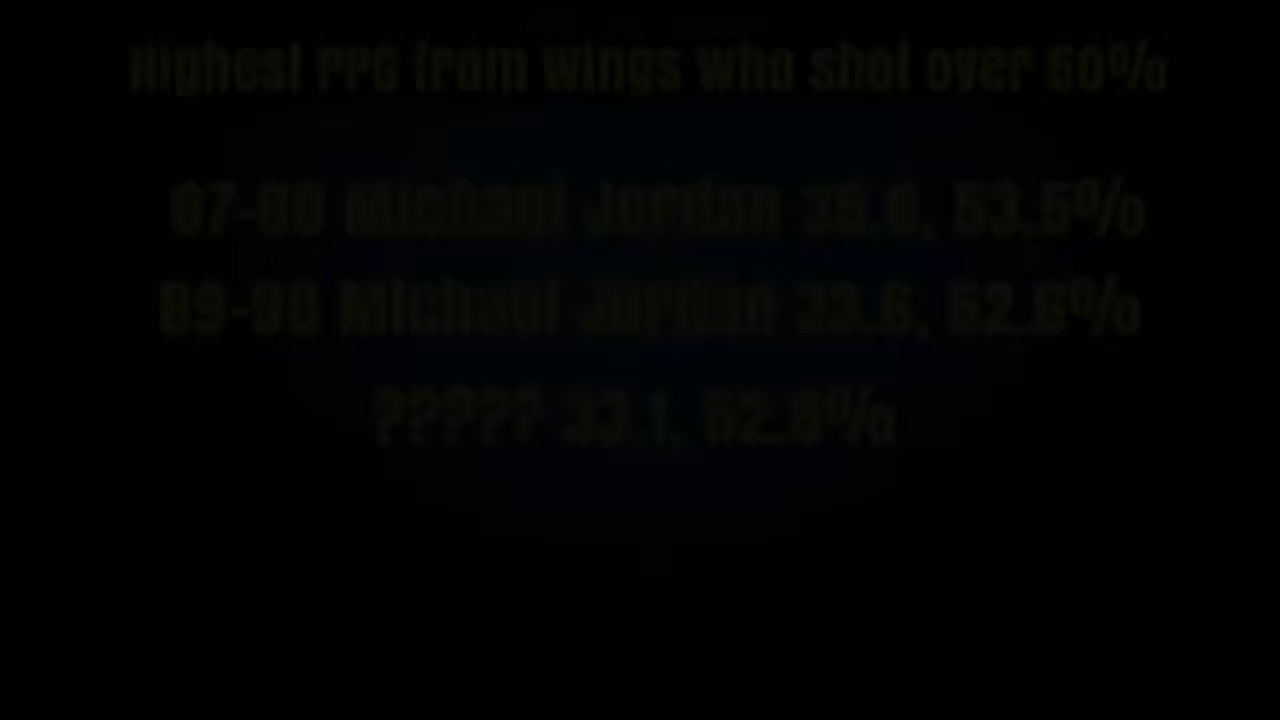 Highest PPG from Wings who shot over 50%
87-88 Michael Jordan 35.0, 53.5%
89-90 Michael Jordan 33.6, 52.6%
????? 33.1, 52.8%